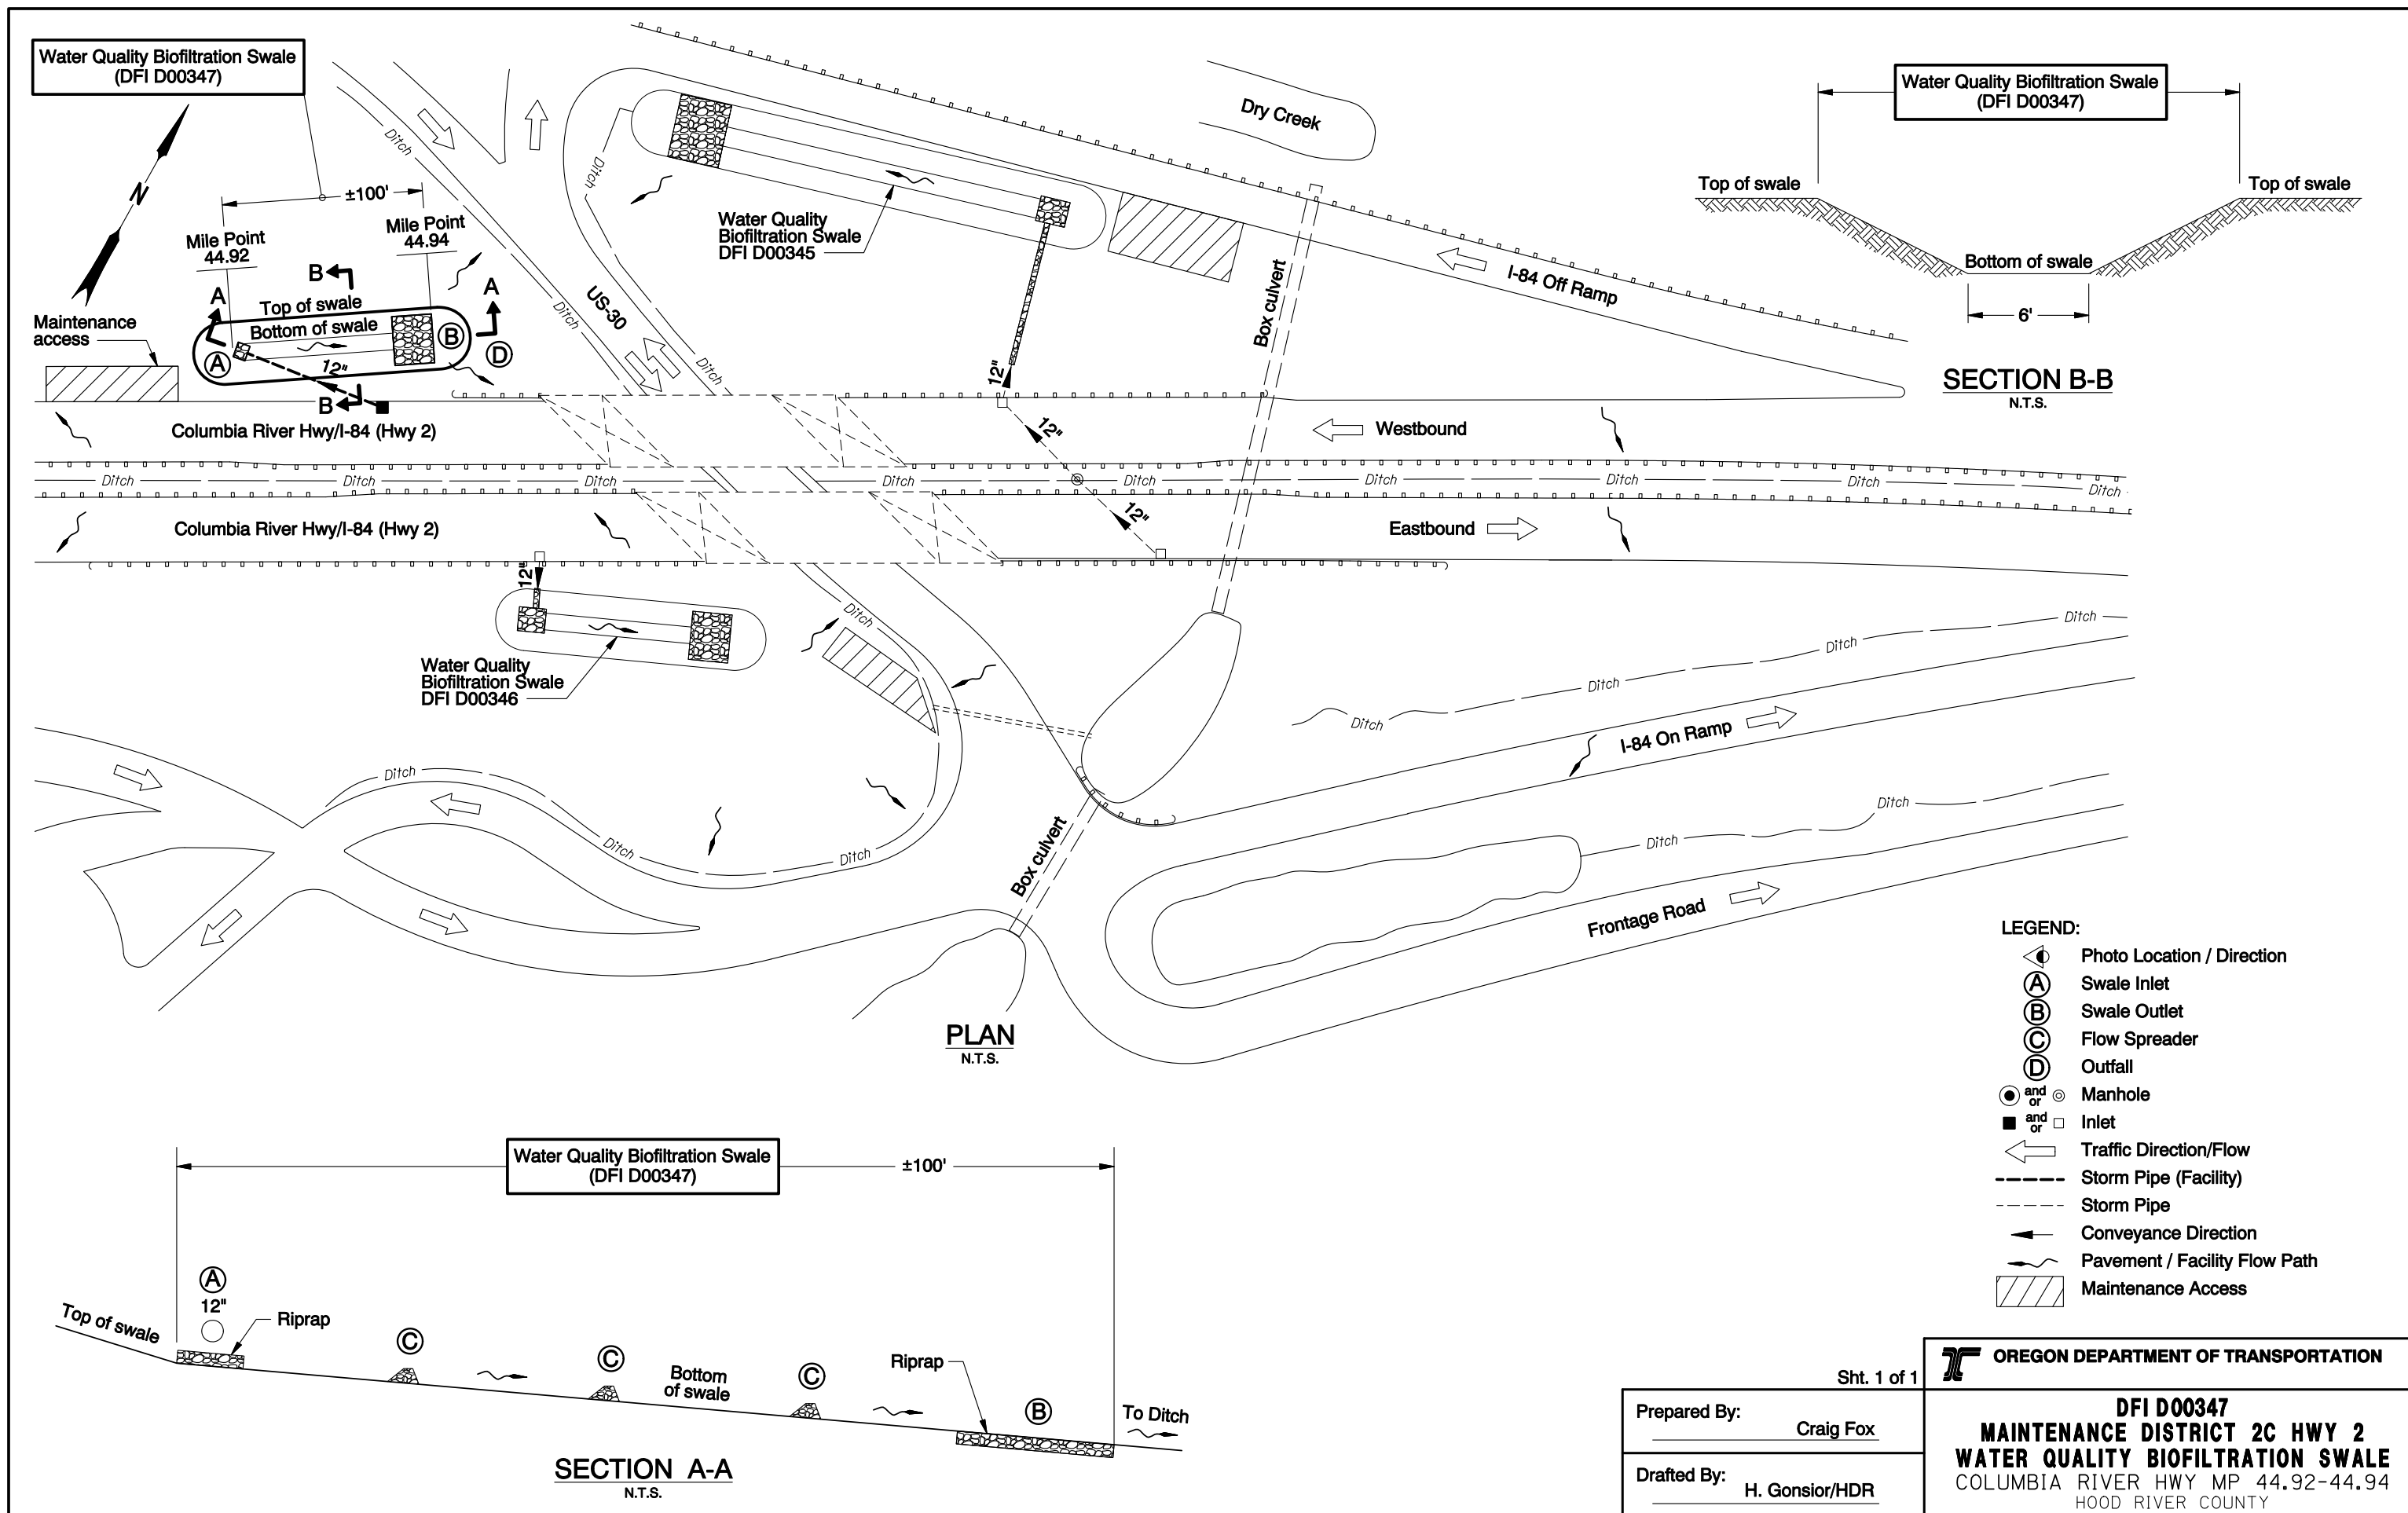 Water Quality Biofiltration Swale
(DFI D00347)
N
±100'
Mile Point
44.92
Mile Point
44.94
B
A
A
Top of swale
Bottom of swale
A
B
D
12"
B
Maintenance
access
Ditch
Ditch
Ditch
Ditch
US-30
Water Quality
Biofiltration Swale
DFI D00345
Dry Creek
Box culvert
I-84 Off Ramp
12"
12"
12"
Columbia River Hwy/I-84 (Hwy 2)
Westbound
Ditch
Ditch
Ditch
Ditch
Ditch
Ditch
Ditch
Ditch
Ditch
Columbia River Hwy/I-84 (Hwy 2)
Eastbound
12"
Water Quality
Biofiltration Swale
DFI D00346
Ditch
Ditch
Ditch
Ditch
Ditch
I-84 On Ramp
Ditch
Ditch
Ditch
Box culvert
Ditch
Ditch
Frontage Road
PLAN
N.T.S.
Water Quality Biofiltration Swale
(DFI D00347)
Top of swale
Top of swale
Bottom of swale
6'
SECTION B-B
N.T.S.
LEGEND:
Photo Location / Direction
A Swale Inlet
B Swale Outlet
C Flow Spreader
D Outfall
and or Manhole
and or Inlet
Traffic Direction/Flow
Storm Pipe (Facility)
Storm Pipe
Conveyance Direction
Pavement / Facility Flow Path
Maintenance Access
Water Quality Biofiltration Swale
(DFI D00347)
±100'
Top of swale
A
12"
Riprap
C
C
Bottom
of swale
C
Riprap
B
To Ditch
SECTION A-A
N.T.S.
Sht. 1 of 1
Prepared By:
Craig Fox
Drafted By:
H. Gonsior/HDR
OREGON DEPARTMENT OF TRANSPORTATION
DFI D00347
MAINTENANCE DISTRICT 2C HWY 2
WATER QUALITY BIOFILTRATION SWALE
COLUMBIA RIVER HWY MP 44.92-44.94
HOOD RIVER COUNTY